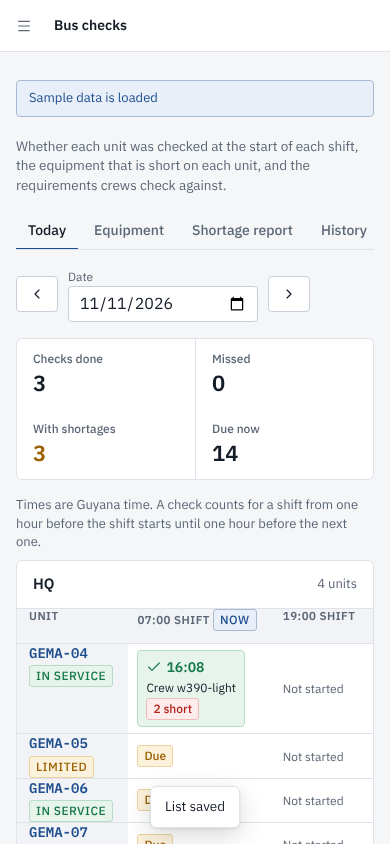 Bus checks
Sample data is loaded
Whether each unit was checked at the start of each shift,
the equipment that is short on each unit, and the
requirements crews check against.
Today Equipment Shortage report History
Date
11/11/2026
Checks done
3
Missed
0
With shortages
3
Due now
14
Times are Guyana time. A check counts for a shift from one
hour before the shift starts until one hour before the next
one.
HQ 4 units
UNIT 07:00 SHIFT NOW 19:00 SHIFT
GEMA-04
IN SERVICE
16:08
Crew w390-light
2 short
Not started
GEMA-05
LIMITED
Due
Not started
GEMA-06
IN SERVICE
Not started
List saved
GEMA-07